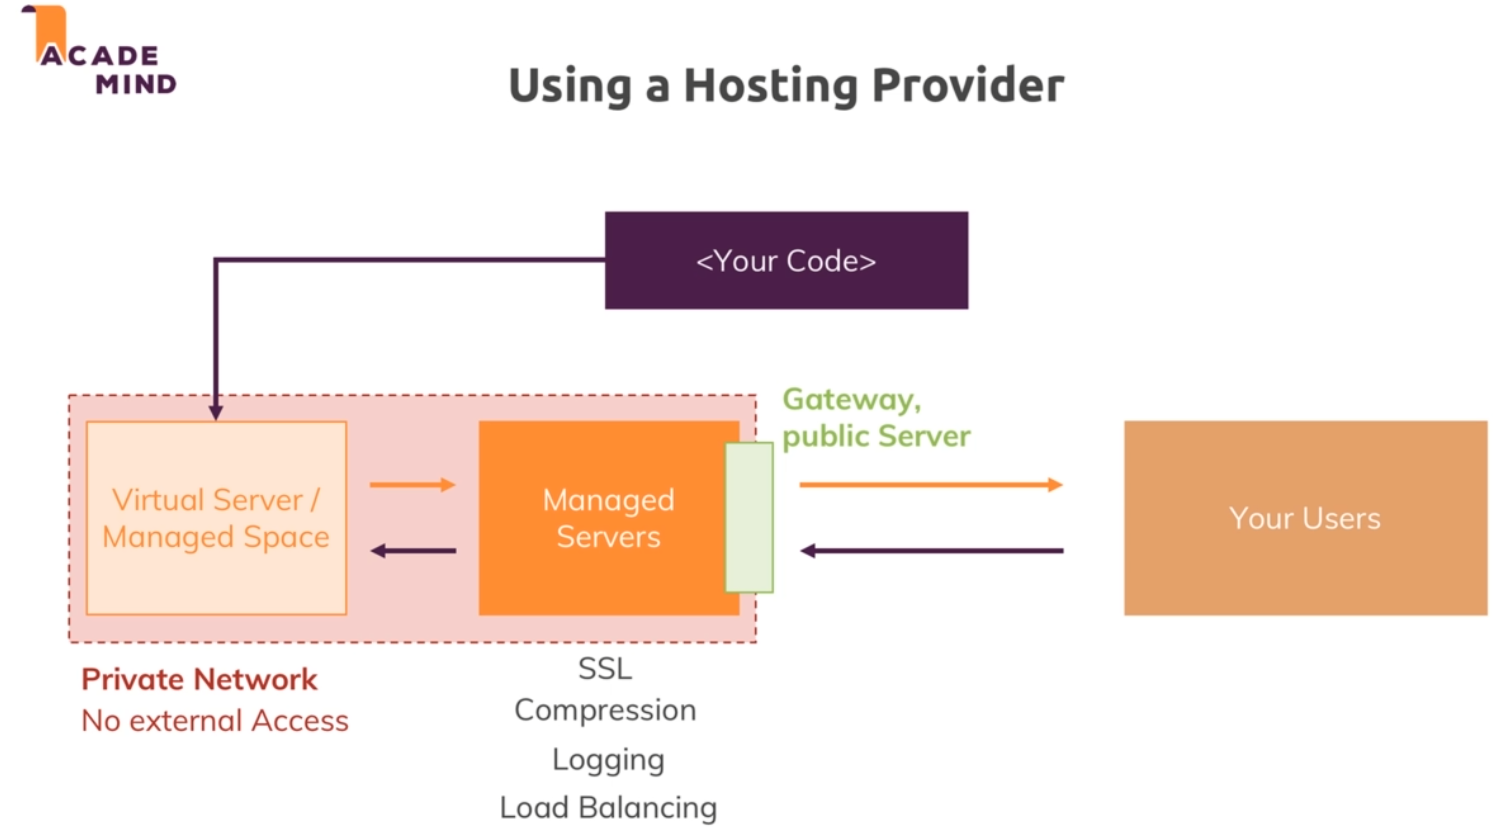 ACADE
MIND
Using a Hosting Provider
<Your Code>
Gateway,
public Server
Virtual Server /
Managed Space
Managed
Servers
Your Users
Private Network
No external Access
SSL
Compression
Logging
Load Balancing